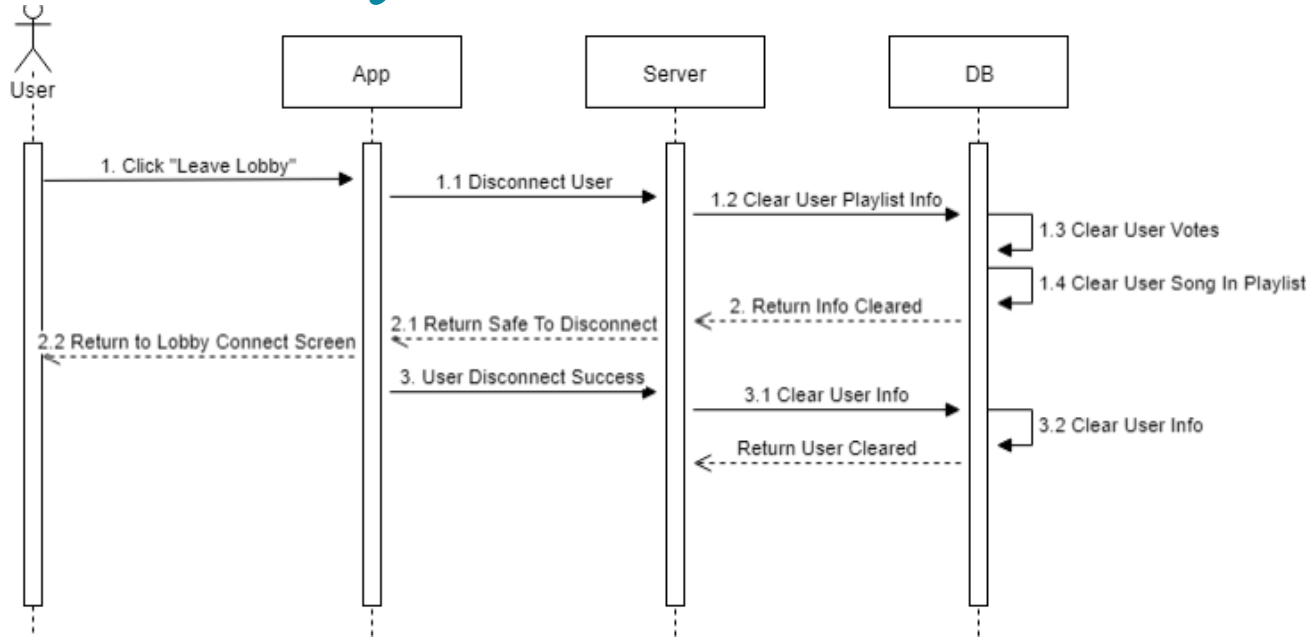 User
App
Server
DB
1. Click "Leave Lobby"
1.1 Disconnect User
1.2 Clear User Playlist Info
1.3 Clear User Votes
1.4 Clear User Song In Playlist
2. Return Info Cleared
2.1 Return Safe To Disconnect
2.2 Return to Lobby Connect Screen
3. User Disconnect Success
3.1 Clear User Info
3.2 Clear User Info
Return User Cleared